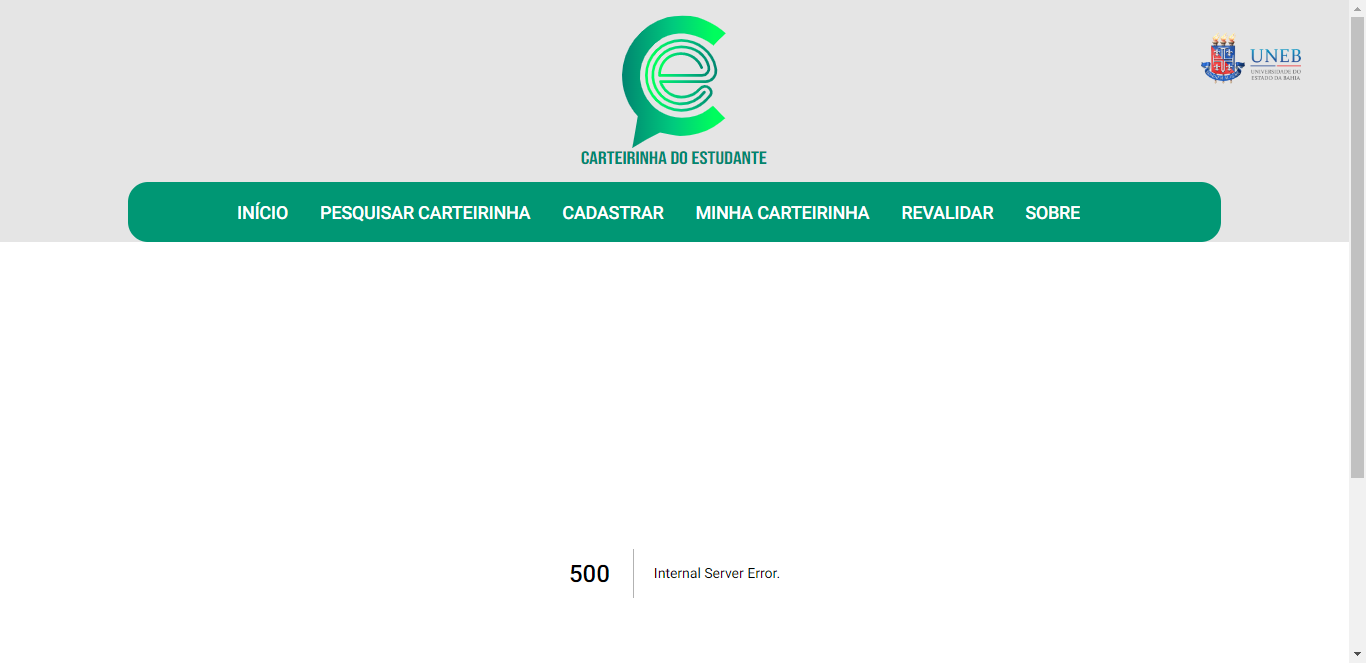 UNEB
UNIVERSIDADE DO
ESTADO DA BAHIA
CARTEIRINHA DO ESTUDANTE
INÍCIO PESQUISAR CARTEIRINHA CADASTRAR MINHA CARTEIRINHA REVALIDAR SOBRE
500 Internal Server Error.